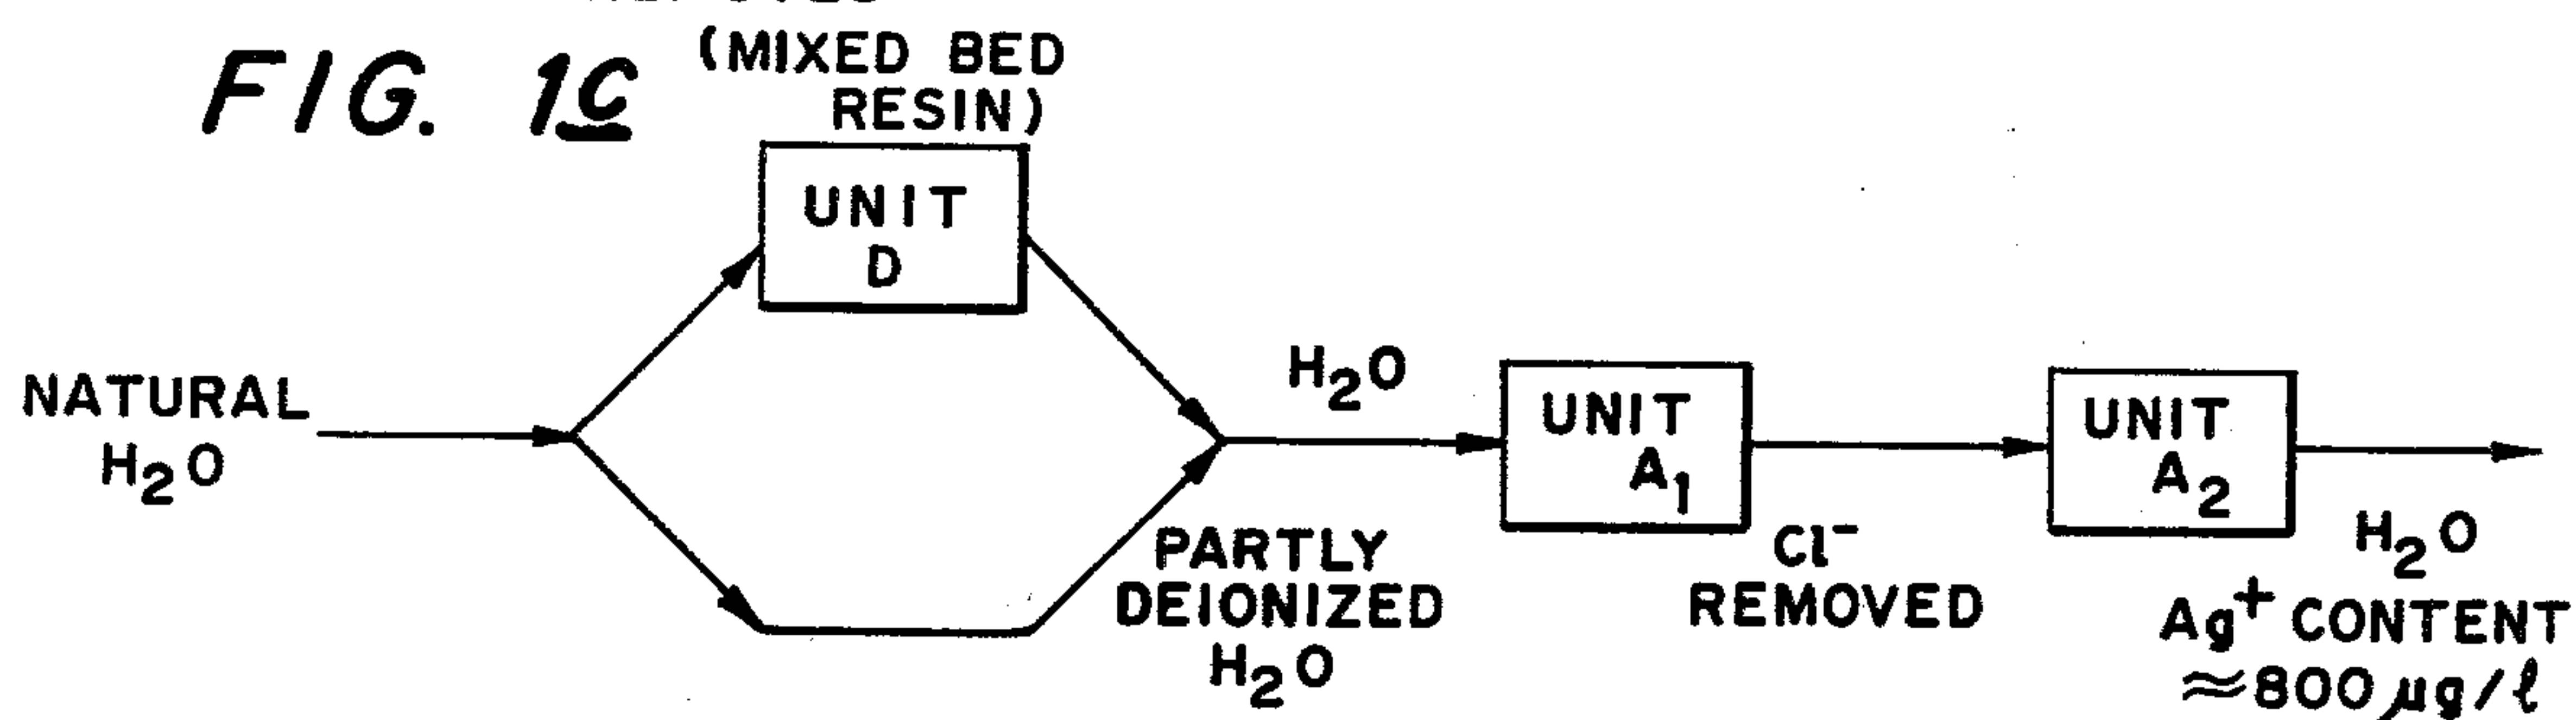 FIG. 1c
(MIXED BED
RESIN)
UNIT
D
NATURAL
H₂O
H₂O
PARTLY
DEIONIZED
H₂O
UNIT
A₁
Cl⁻
REMOVED
UNIT
A₂
H₂O
Ag⁺ CONTENT
≈800 µg/ℓ